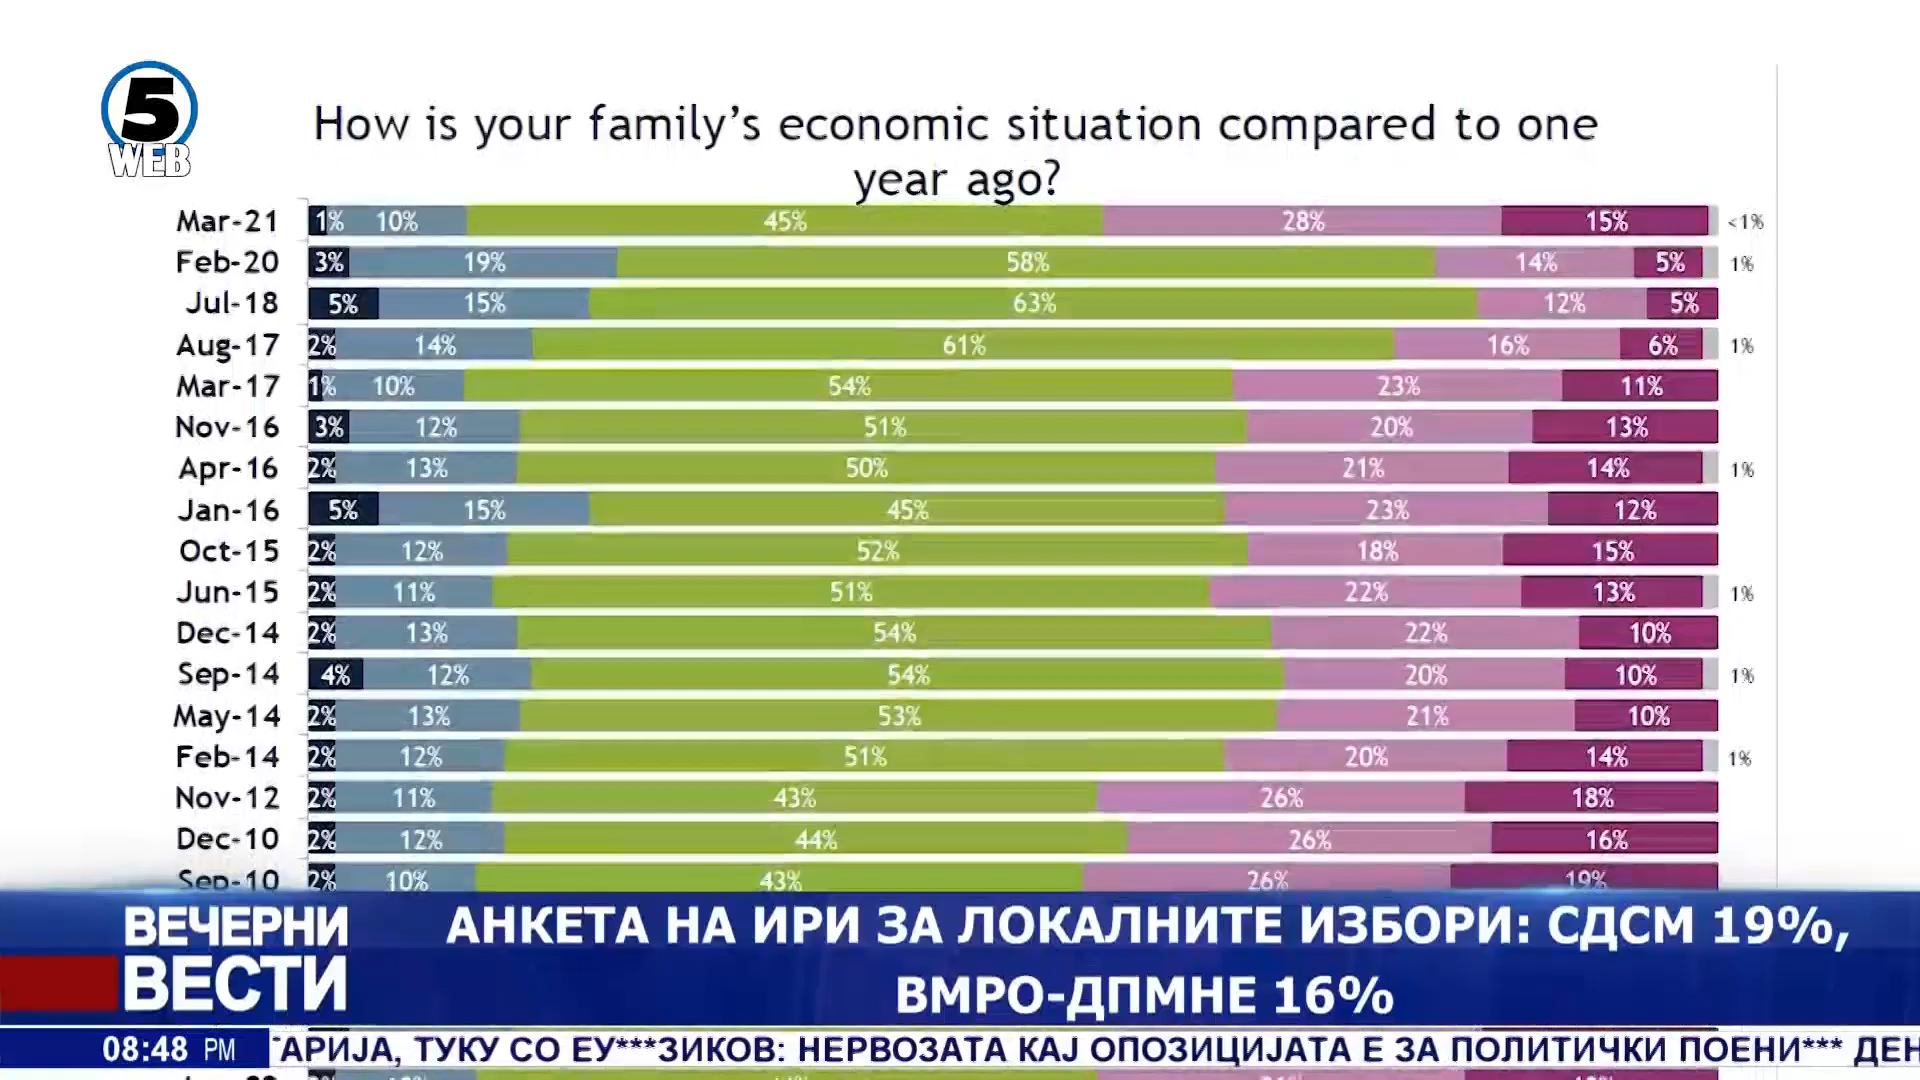 5
WEB
How is your family's economic situation compared to one
year ago?
Mar-21 1% 10% 45% 28% 15% <1%
Feb-20 3% 19% 58% 14% 5% 1%
Jul-18 5% 15% 63% 12% 5%
Aug-17 2% 14% 61% 16% 6% 1%
Mar-17 1% 10% 54% 23% 11%
Nov-16 3% 12% 51% 20% 13%
Apr-16 2% 13% 50% 21% 14% 1%
Jan-16 5% 15% 45% 23% 12%
Oct-15 2% 12% 52% 18% 15%
Jun-15 2% 11% 51% 22% 13% 1%
Dec-14 2% 13% 54% 22% 10%
Sep-14 4% 12% 54% 20% 10% 1%
May-14 2% 13% 53% 21% 10%
Feb-14 2% 12% 51% 20% 14% 1%
Nov-12 2% 11% 43% 26% 18%
Dec-10 2% 12% 44% 26% 16%
Sep-10 2% 10% 43% 26% 19%
ВЕЧЕРНИ
ВЕСТИ
АНКЕТА НА ИРИ ЗА ЛОКАЛНИТЕ ИЗБОРИ: СДСМ 19%,
ВМРО-ДПМНЕ 16%
08:48 PM
АРИЈА, ТУКУ СО ЕУ***ЗИКОВ: НЕРВОЗАТА КАЈ ОПОЗИЦИЈАТА Е ЗА ПОЛИТИЧКИ ПОЕНИ*** ДЕН